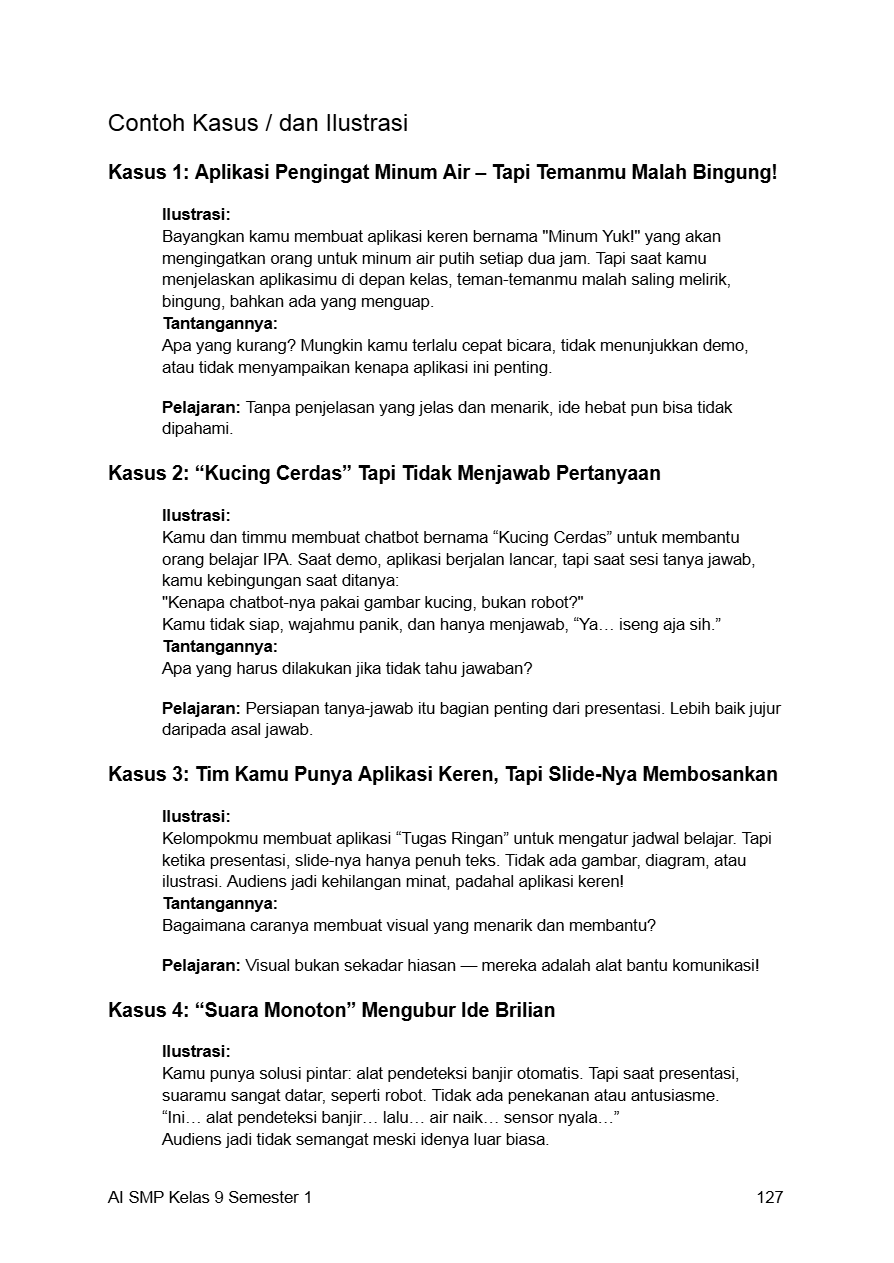 Contoh Kasus / dan Ilustrasi
Kasus 1: Aplikasi Pengingat Minum Air – Tapi Temanmu Malah Bingung!
Ilustrasi:
Bayangkan kamu membuat aplikasi keren bernama "Minum Yuk!" yang akan
mengingatkan orang untuk minum air putih setiap dua jam. Tapi saat kamu
menjelaskan aplikasimu di depan kelas, teman-temanmu malah saling melirik,
bingung, bahkan ada yang menguap.
Tantangannya:
Apa yang kurang? Mungkin kamu terlalu cepat bicara, tidak menunjukkan demo,
atau tidak menyampaikan kenapa aplikasi ini penting.
Pelajaran: Tanpa penjelasan yang jelas dan menarik, ide hebat pun bisa tidak
dipahami.
Kasus 2: “Kucing Cerdas” Tapi Tidak Menjawab Pertanyaan
Ilustrasi:
Kamu dan timmu membuat chatbot bernama “Kucing Cerdas” untuk membantu
orang belajar IPA. Saat demo, aplikasi berjalan lancar, tapi saat sesi tanya jawab,
kamu kebingungan saat ditanya:
"Kenapa chatbot-nya pakai gambar kucing, bukan robot?"
Kamu tidak siap, wajahmu panik, dan hanya menjawab, “Ya… iseng aja sih.”
Tantangannya:
Apa yang harus dilakukan jika tidak tahu jawaban?
Pelajaran: Persiapan tanya-jawab itu bagian penting dari presentasi. Lebih baik jujur
daripada asal jawab.
Kasus 3: Tim Kamu Punya Aplikasi Keren, Tapi Slide-Nya Membosankan
Ilustrasi:
Kelompokmu membuat aplikasi “Tugas Ringan” untuk mengatur jadwal belajar. Tapi
ketika presentasi, slide-nya hanya penuh teks. Tidak ada gambar, diagram, atau
ilustrasi. Audiens jadi kehilangan minat, padahal aplikasi keren!
Tantangannya:
Bagaimana caranya membuat visual yang menarik dan membantu?
Pelajaran: Visual bukan sekadar hiasan — mereka adalah alat bantu komunikasi!
Kasus 4: “Suara Monoton” Mengubur Ide Brilian
Ilustrasi:
Kamu punya solusi pintar: alat pendeteksi banjir otomatis. Tapi saat presentasi,
suaramu sangat datar, seperti robot. Tidak ada penekanan atau antusiasme.
“Ini… alat pendeteksi banjir… lalu… air naik… sensor nyala…”
Audiens jadi tidak semangat meski idenya luar biasa.
AI SMP Kelas 9 Semester 1 127